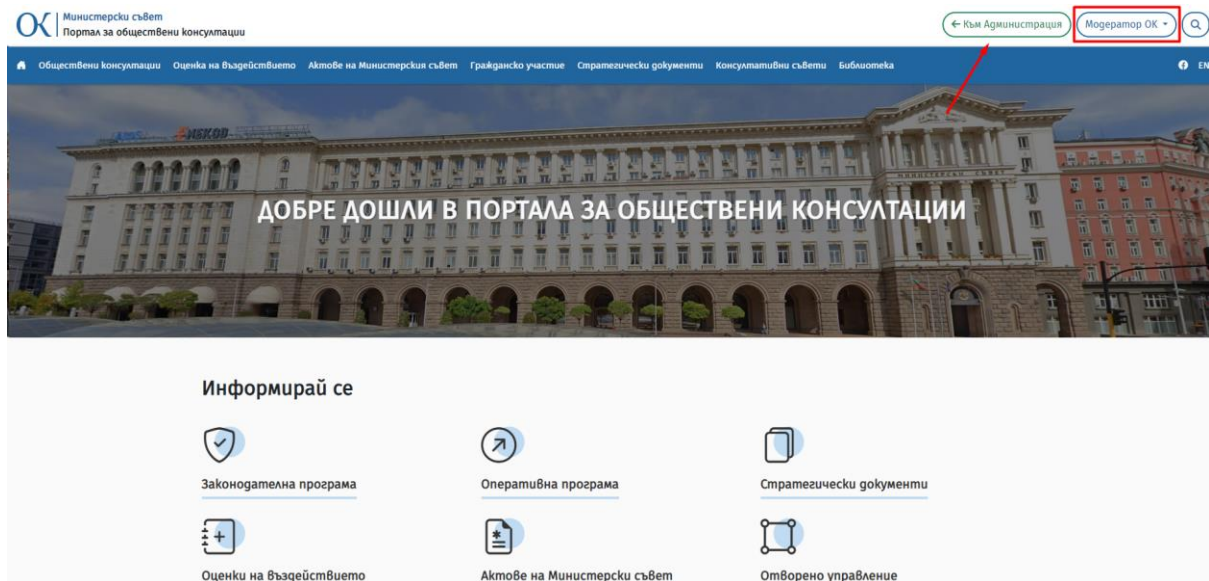 ОК Министерски съвет
Портал за обществени консултации
← Към Администрация
Модератор ОК
Обществени консултации Оценка на въздействието Актове на Министерския съвет Гражданско участие Стратегически документи Консултативни съвети Библиотека
EN
МИНИСТЕРСКИ СЪВЕТ
ДОБРЕ ДОШЛИ В ПОРТАЛА ЗА ОБЩЕСТВЕНИ КОНСУЛТАЦИИ
Информирай се
Законодателна програма
Оперативна програма
Стратегически документи
Оценки на въздействието
Актове на Министерски съвет
Отворено управление